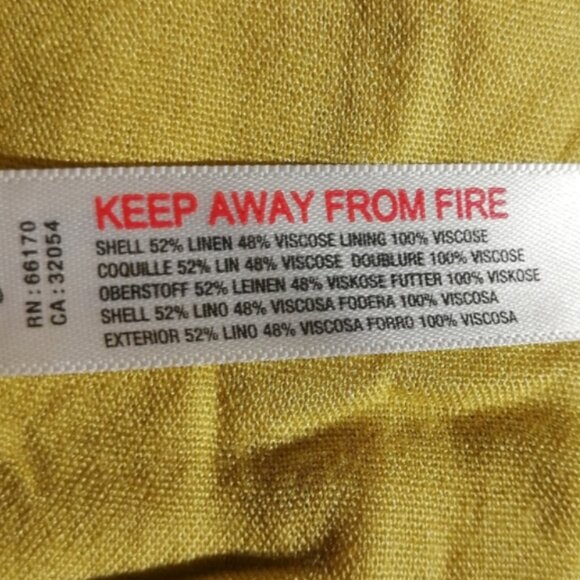 RN : 66170
CA : 32054
KEEP AWAY FROM FIRE
SHELL 52% LINEN 48% VISCOSE LINING 100% VISCOSE
COQUILLE 52% LIN 48% VISCOSE DOUBLURE 100% VISCOSE
OBERSTOFF 52% LEINEN 48% VISKOSE FUTTER 100% VISKOSE
SHELL 52% LINO 48% VISCOSA FODERA 100% VISCOSA
EXTERIOR 52% LINO 48% VISCOSA FORRO 100% VISCOSA